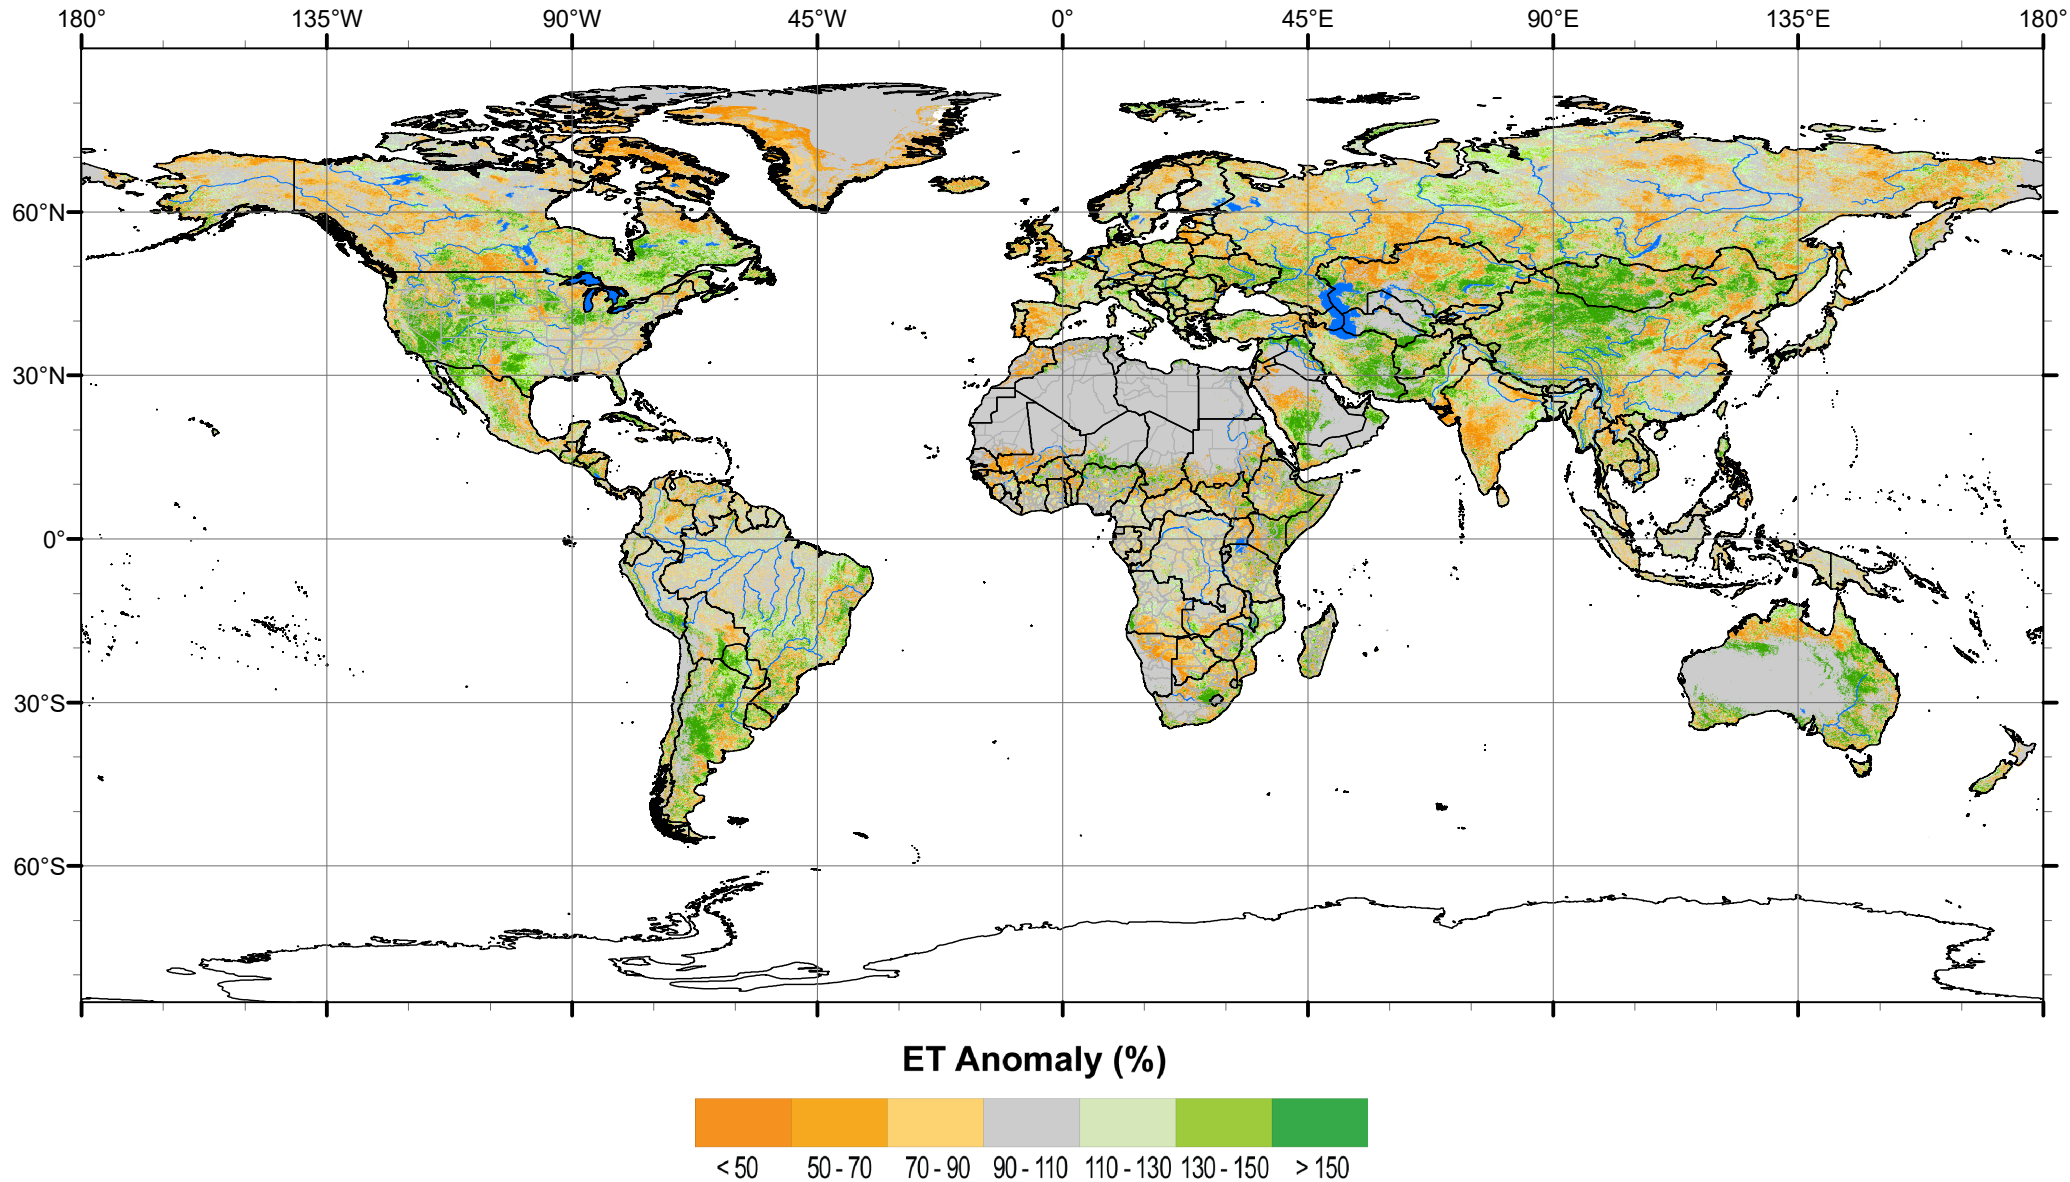 180° 135°W 90°W 45°W 0° 45°E 90°E 135°E 180°
60°N
30°N
0°
30°S
60°S
ET Anomaly (%)
< 50 50 - 70 70 - 90 90 - 110 110 - 130 130 - 150 > 150